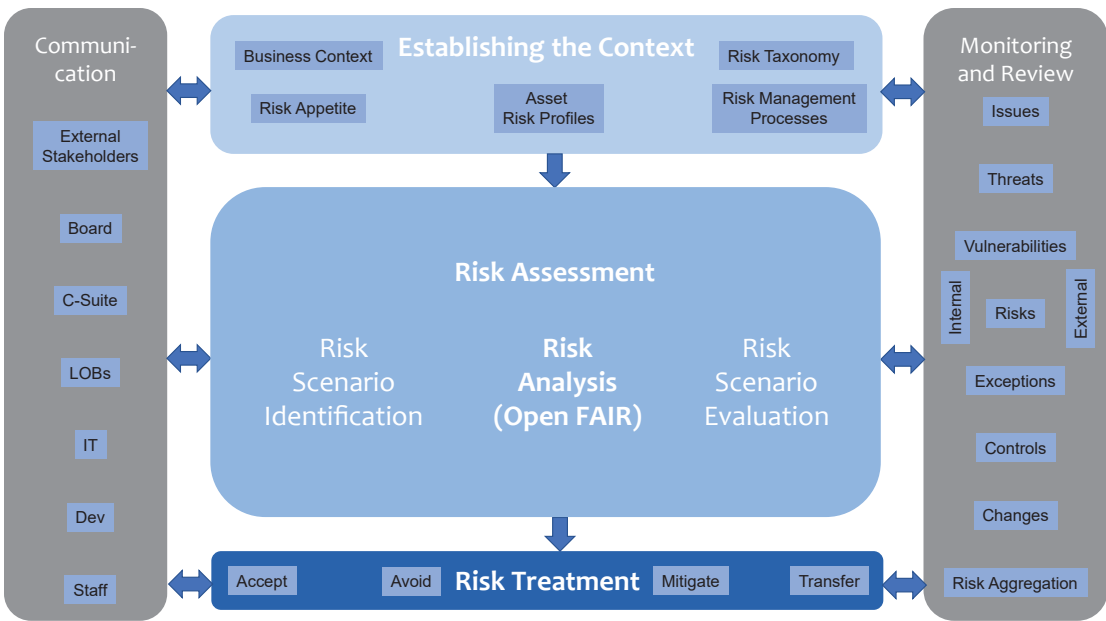 Communi-
cation
External
Stakeholders
Board
C-Suite
LOBs
IT
Dev
Staff
Establishing the Context
Business Context
Risk Taxonomy
Risk Appetite
Asset
Risk Profiles
Risk Management
Processes
Risk Assessment
Risk
Scenario
Identification
Risk
Analysis
(Open FAIR)
Risk
Scenario
Evaluation
Accept
Avoid
Risk Treatment
Mitigate
Transfer
Monitoring
and Review
Issues
Threats
Vulnerabilities
Internal
Risks
External
Exceptions
Controls
Changes
Risk Aggregation